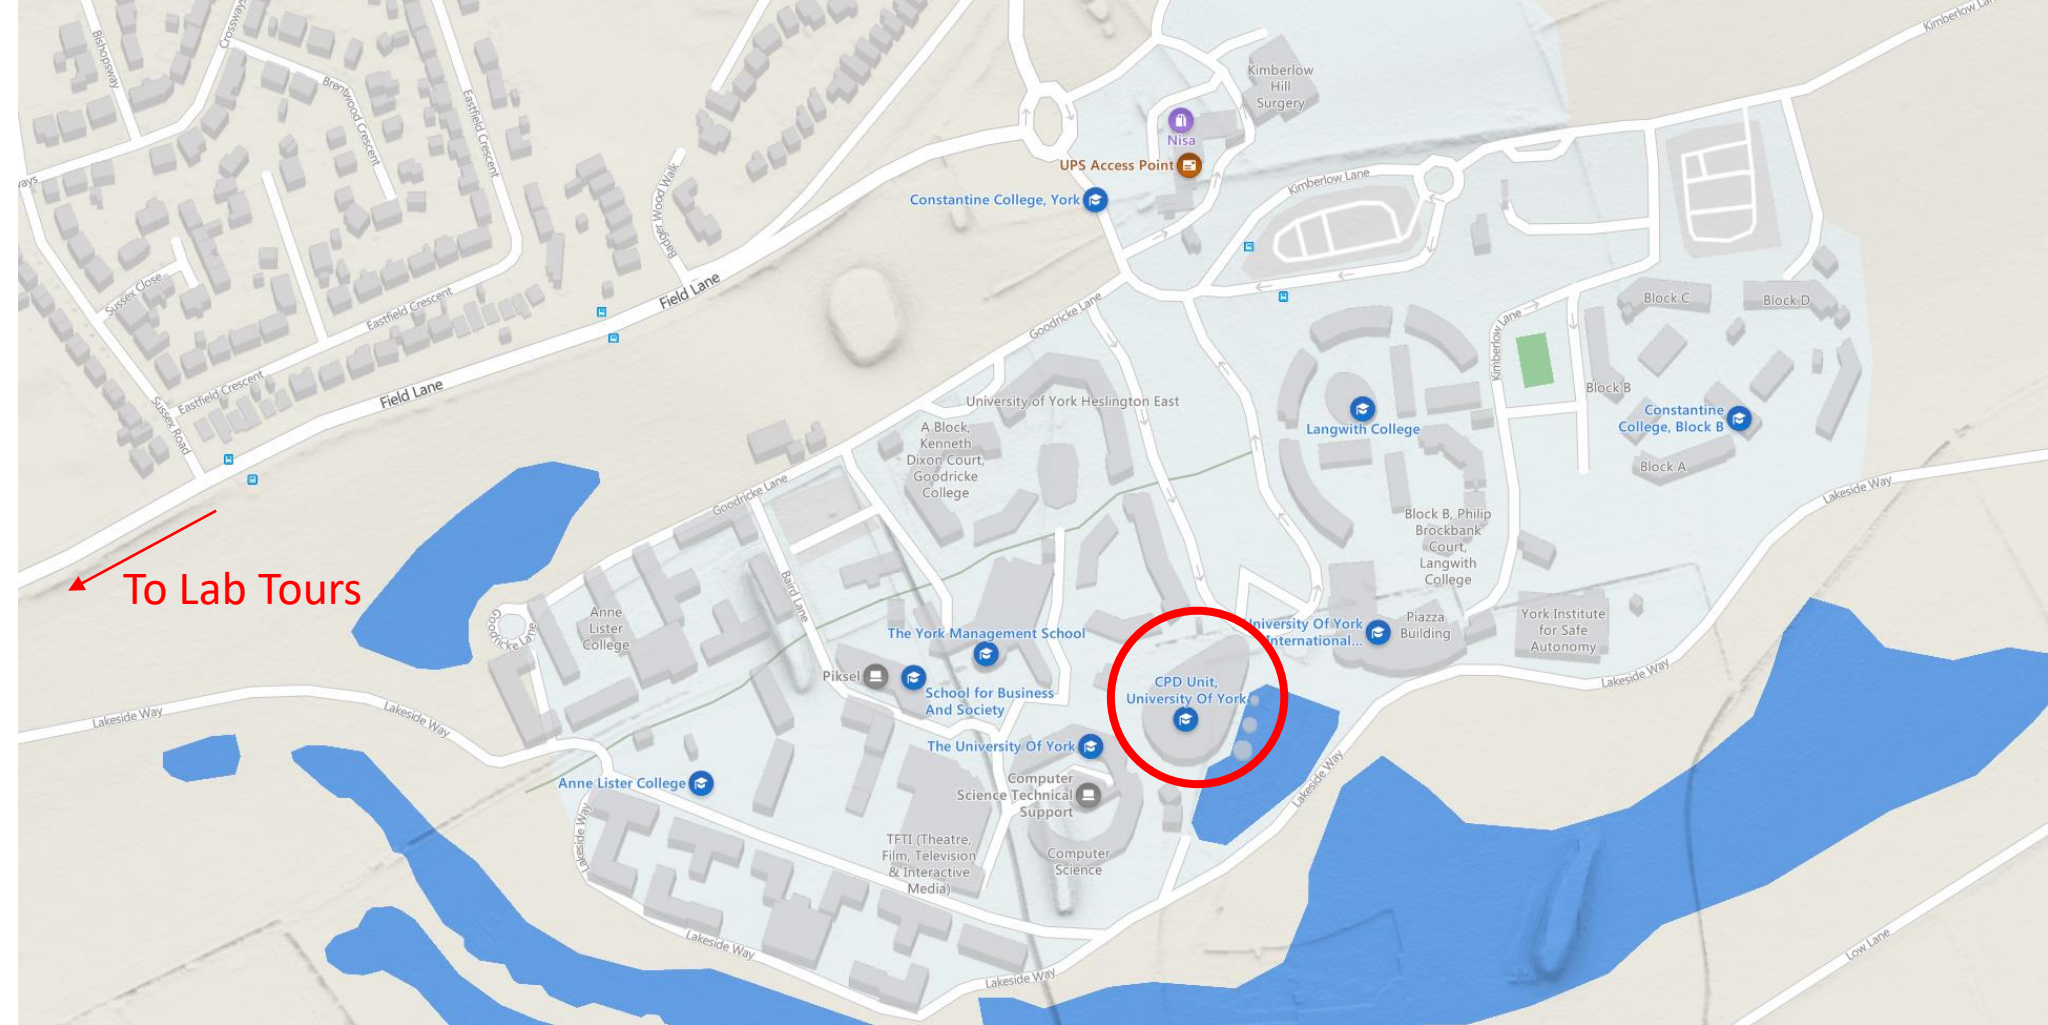 Bishopsway
Crossways
Brentwood Crescent
Eastfield Crescent
Kimberlow Lane
Kimberlow
Hill
Surgery
Nisa
UPS Access Point
Constantine College, York
Kimberlow Lane
Badger Wood Walk
ays
Sussex Close
Eastfield Crescent
Field Lane
Goodricke Lane
Block C
Block D
Kimberlow Lane
Eastfield Crescent
Field Lane
Sussex Road
University of York Heslington East
A Block,
Kenneth
Dixon Court,
Goodricke
College
Langwith College
Block B
Constantine
College, Block B
Block A
Lakeside Way
Goodricke Lane
Block B, Philip
Brockbank
Court,
Langwith
College
To Lab Tours
Baird Lane
Anne
Lister
College
Goodricke Lane
The York Management School
University Of York
International...
Piazza
Building
York Institute
for Safe
Autonomy
Piksel
School for Business
And Society
CPD Unit,
University Of York
Lakeside Way
Lakeside Way
Lakeside Way
The University Of York
Anne Lister College
Computer
Science Technical
Support
Lakeside Way
Lakeside Way
TFTI (Theatre,
Film, Television
& Interactive
Media)
Computer
Science
Lakeside Way
Lakeside Way
Low Lane